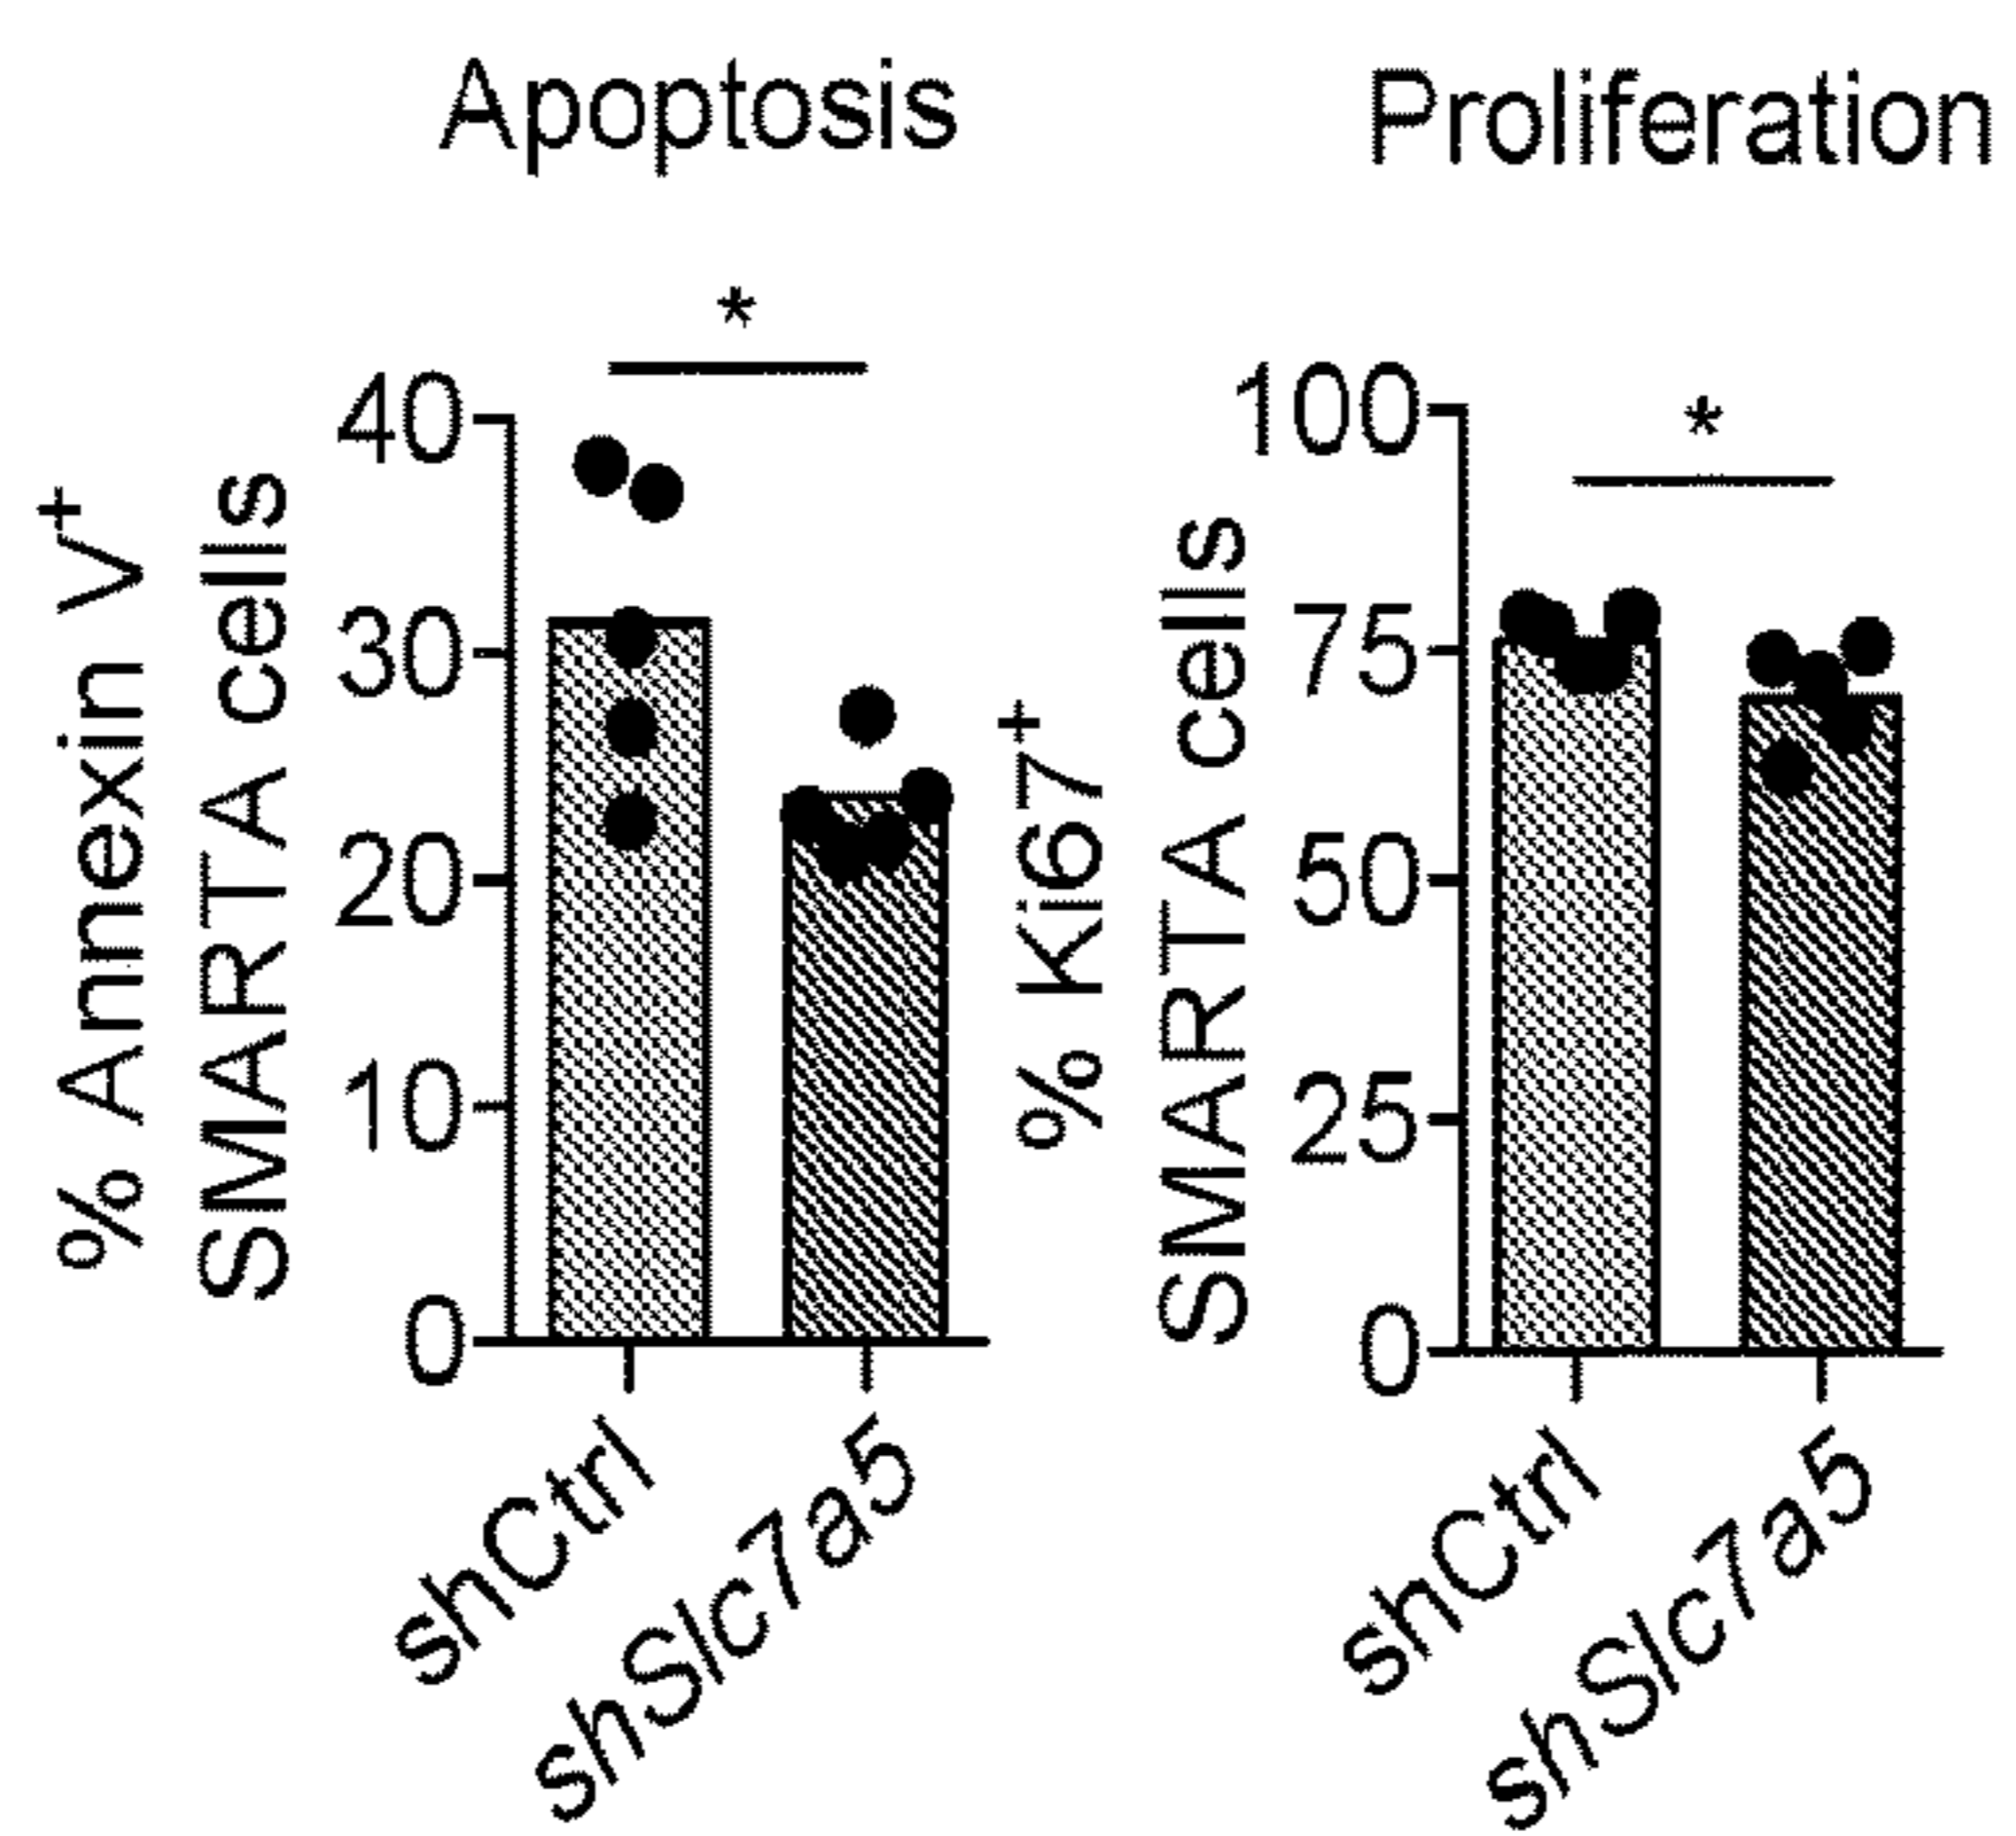 Apoptosis
% Annexin V⁺
SMARTA cells
*
40
30
20
10
0
shCtrl
shSlc7a5
Proliferation
% Ki67⁺
SMARTA cells
*
100
75
50
25
0
shCtrl
shSlc7a5